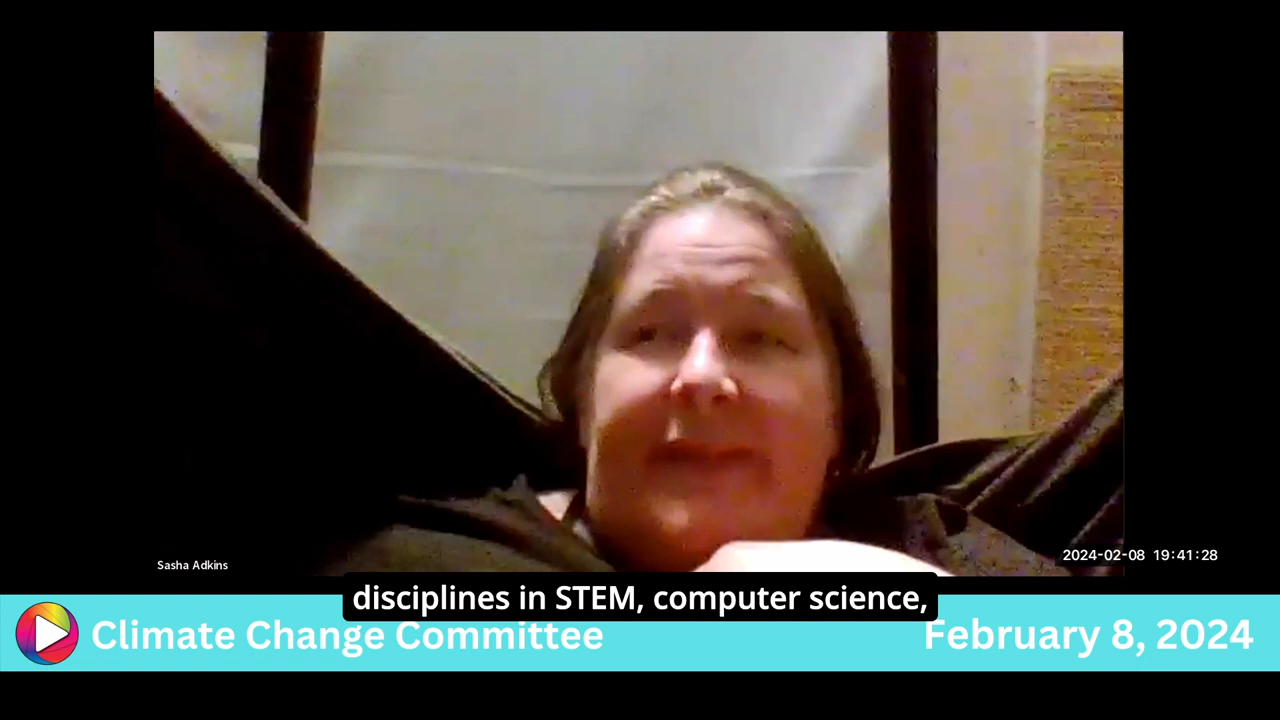 2024-02-08 19:41:28
Sasha Adkins
disciplines in STEM, computer science,
Climate Change Committee
February 8, 2024